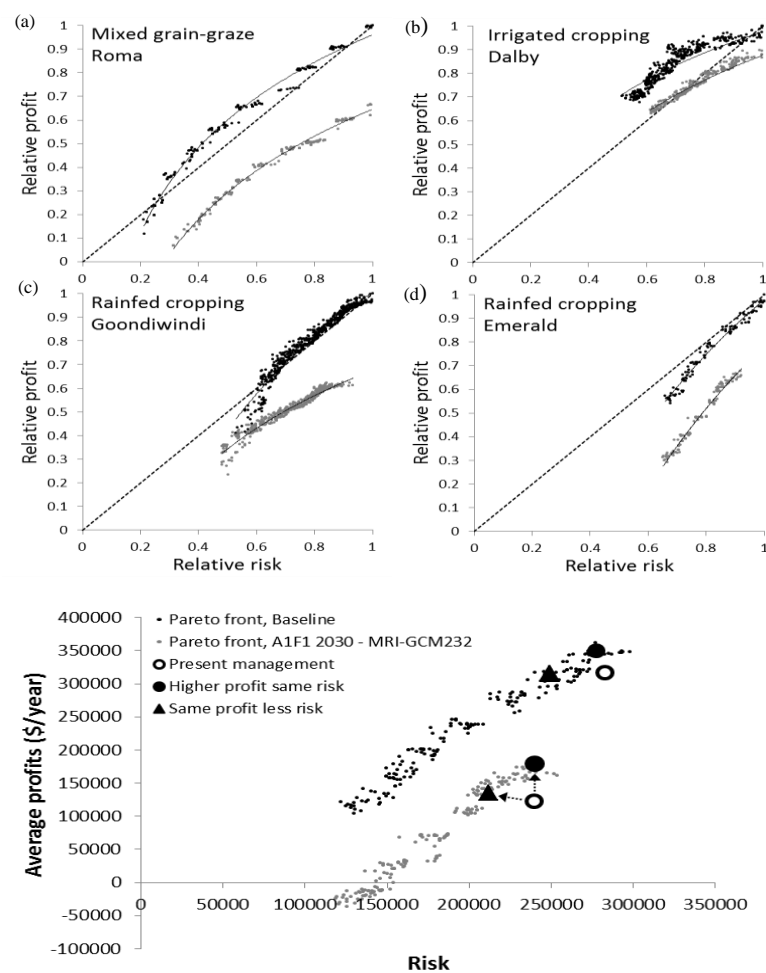 (a)
Mixed grain-graze
Roma
Relative profit
1
0.9
0.8
0.7
0.6
0.5
0.4
0.3
0.2
0.1
0
0 0.2 0.4 0.6 0.8 1
(b)
Irrigated cropping
Dalby
Relative profit
1
0.9
0.8
0.7
0.6
0.5
0.4
0.3
0.2
0.1
0
0 0.2 0.4 0.6 0.8 1
(c)
Rainfed cropping
Goondiwindi
Relative profit
1
0.9
0.8
0.7
0.6
0.5
0.4
0.3
0.2
0.1
0
0 0.2 0.4 0.6 0.8 1
Relative risk
(d)
Rainfed cropping
Emerald
Relative profit
1
0.9
0.8
0.7
0.6
0.5
0.4
0.3
0.2
0.1
0
0 0.2 0.4 0.6 0.8 1
Relative risk
Average profits ($/year)
400000
350000
300000
250000
200000
150000
100000
50000
0
-50000
-100000
Pareto front, Baseline
Pareto front, A1F1 2030 - MRI-GCM232
Present management
Higher profit same risk
Same profit less risk
0 50000 100000 150000 200000 250000 300000 350000
Risk